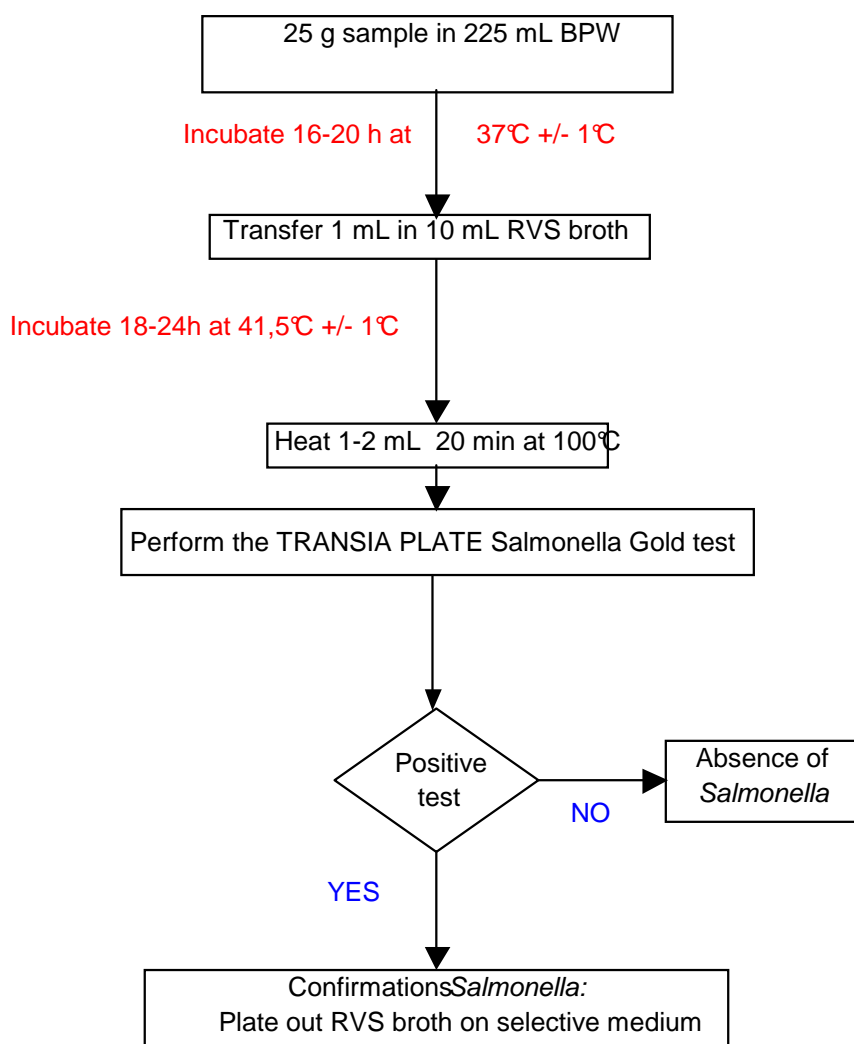 25 g sample in 225 mL BPW
Incubate 16-20 h at 37°C +/- 1°C
Transfer 1 mL in 10 mL RVS broth
Incubate 18-24h at 41,5°C +/- 1°C
Heat 1-2 mL 20 min at 100°C
Perform the TRANSIA PLATE Salmonella Gold test
Positive
test
NO
Absence of
Salmonella
YES
Confirmations Salmonella:
Plate out RVS broth on selective medium